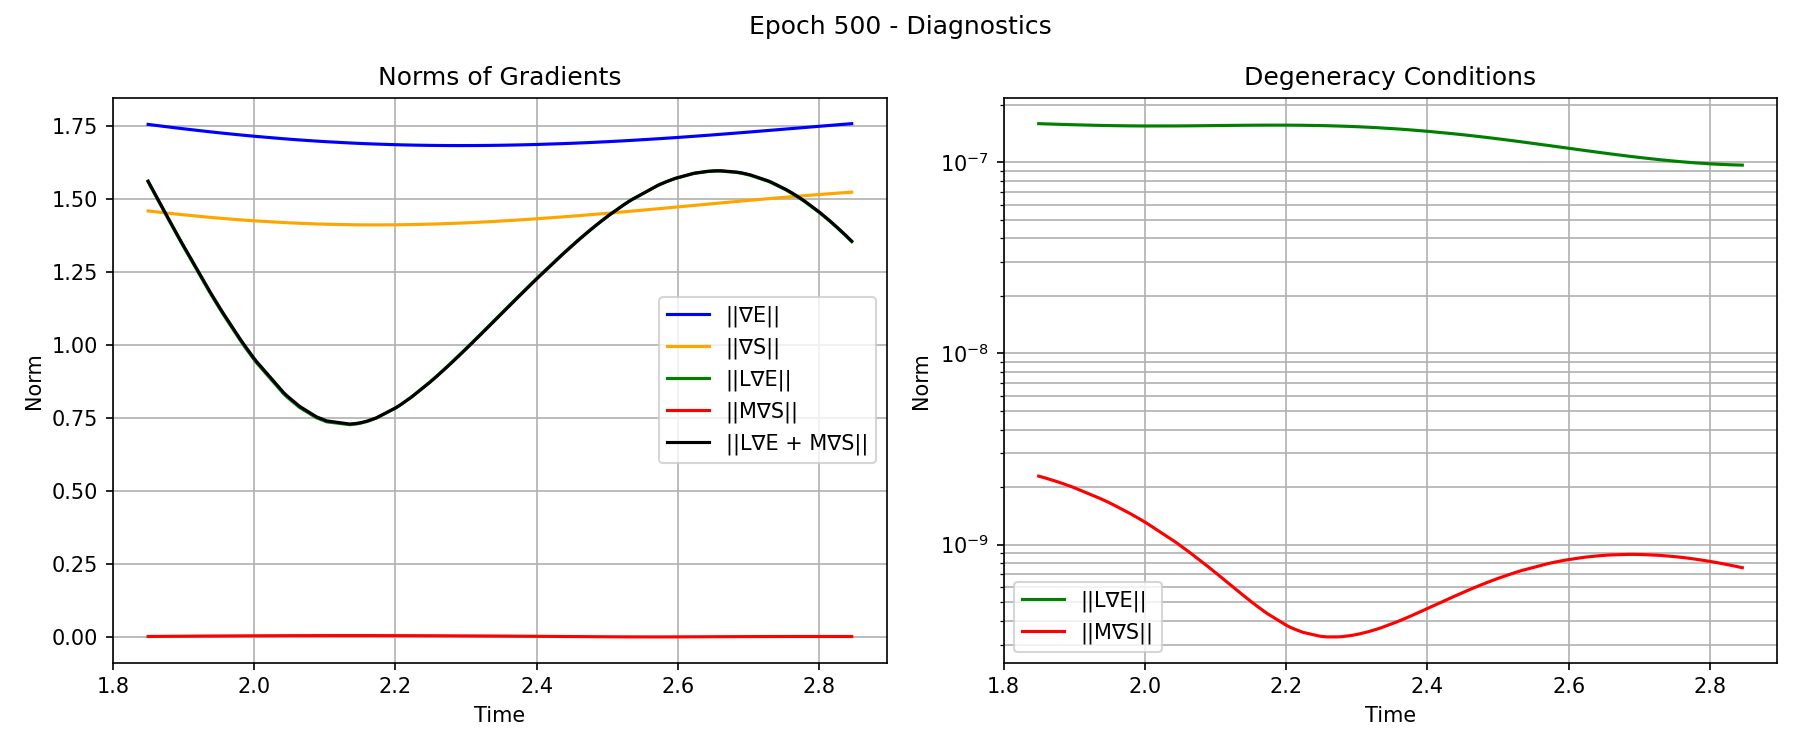 Epoch 500 - Diagnostics
Norms of Gradients
Norm
1.75
1.50
1.25
1.00
0.75
0.50
0.25
0.00
||∇E||
||∇S||
||L∇E||
||M∇S||
||L∇E + M∇S||
1.8 2.0 2.2 2.4 2.6 2.8
Time
Degeneracy Conditions
Norm
10⁻⁷
10⁻⁸
10⁻⁹
||L∇E||
||M∇S||
1.8 2.0 2.2 2.4 2.6 2.8
Time